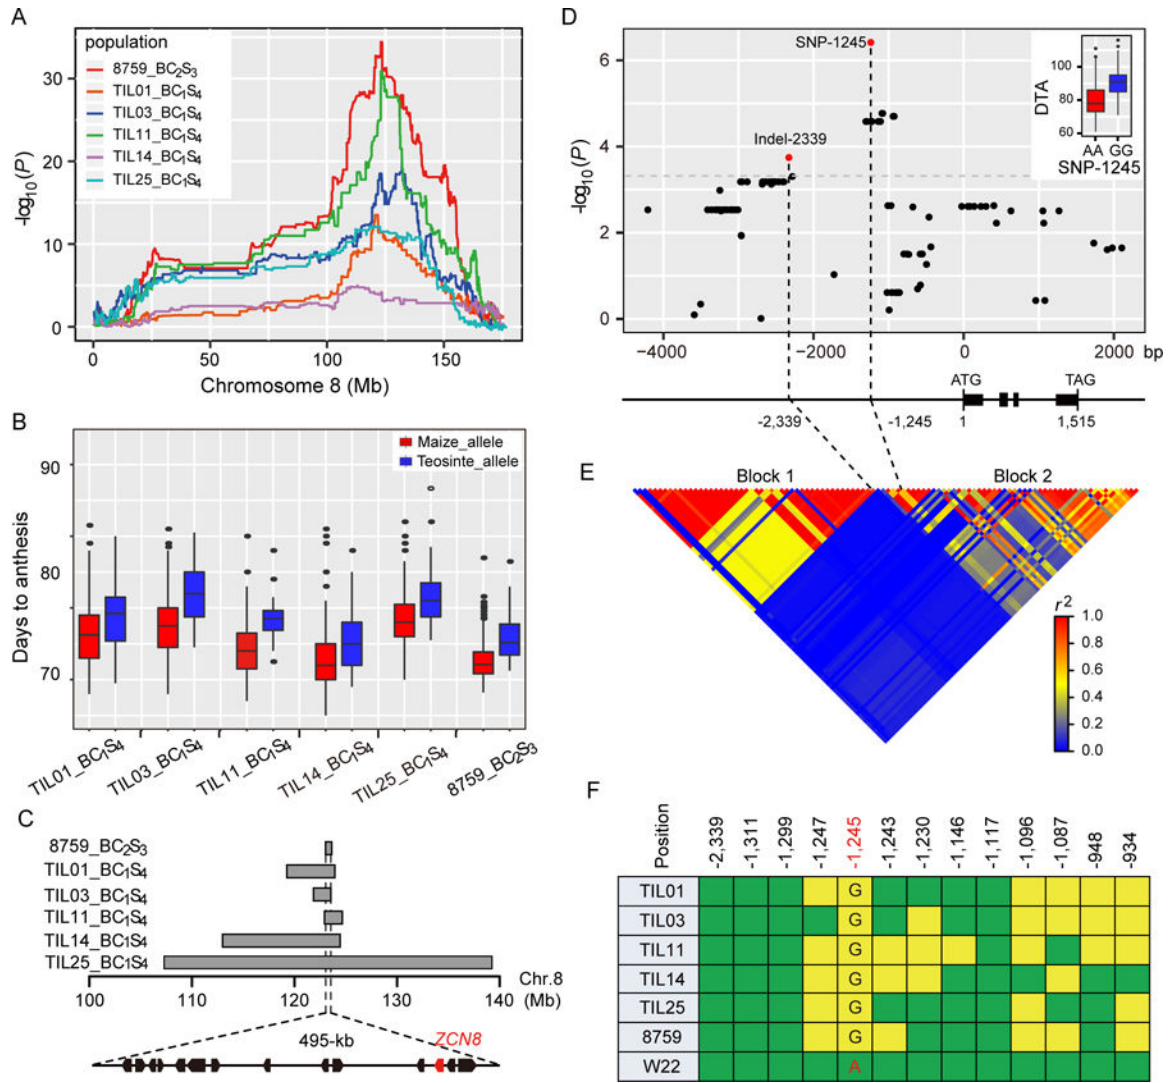 A
population
8759_BC2S3
TIL01_BC1S4
TIL03_BC1S4
TIL11_BC1S4
TIL14_BC1S4
TIL25_BC1S4
30
20
10
0
-log10(P)
0 50 100 150
Chromosome 8 (Mb)
B
Maize_allele
Teosinte_allele
90
80
70
Days to anthesis
TIL01_BC1S4 TIL03_BC1S4 TIL11_BC1S4 TIL14_BC1S4 TIL25_BC1S4 8759_BC2S3
C
8759_BC2S3
TIL01_BC1S4
TIL03_BC1S4
TIL11_BC1S4
TIL14_BC1S4
TIL25_BC1S4
100 110 120 130 140
Chr.8
(Mb)
495-kb
ZCN8
D
SNP-1245
Indel-2339
6
4
2
0
-log10(P)
DTA
100
80
60
AA GG
SNP-1245
−4000 −2000 0 2000 bp
ATG TAG
-2,339 -1,245 1 1,515
E
Block 1 Block 2
r2
1.0
0.8
0.6
0.4
0.2
0.0
F
Position -2,339 -1,311 -1,299 -1,247 -1,245 -1,243 -1,230 -1,146 -1,117 -1,096 -1,087 -948 -934
TIL01 G
TIL03 G
TIL11 G
TIL14 G
TIL25 G
8759 G
W22 A